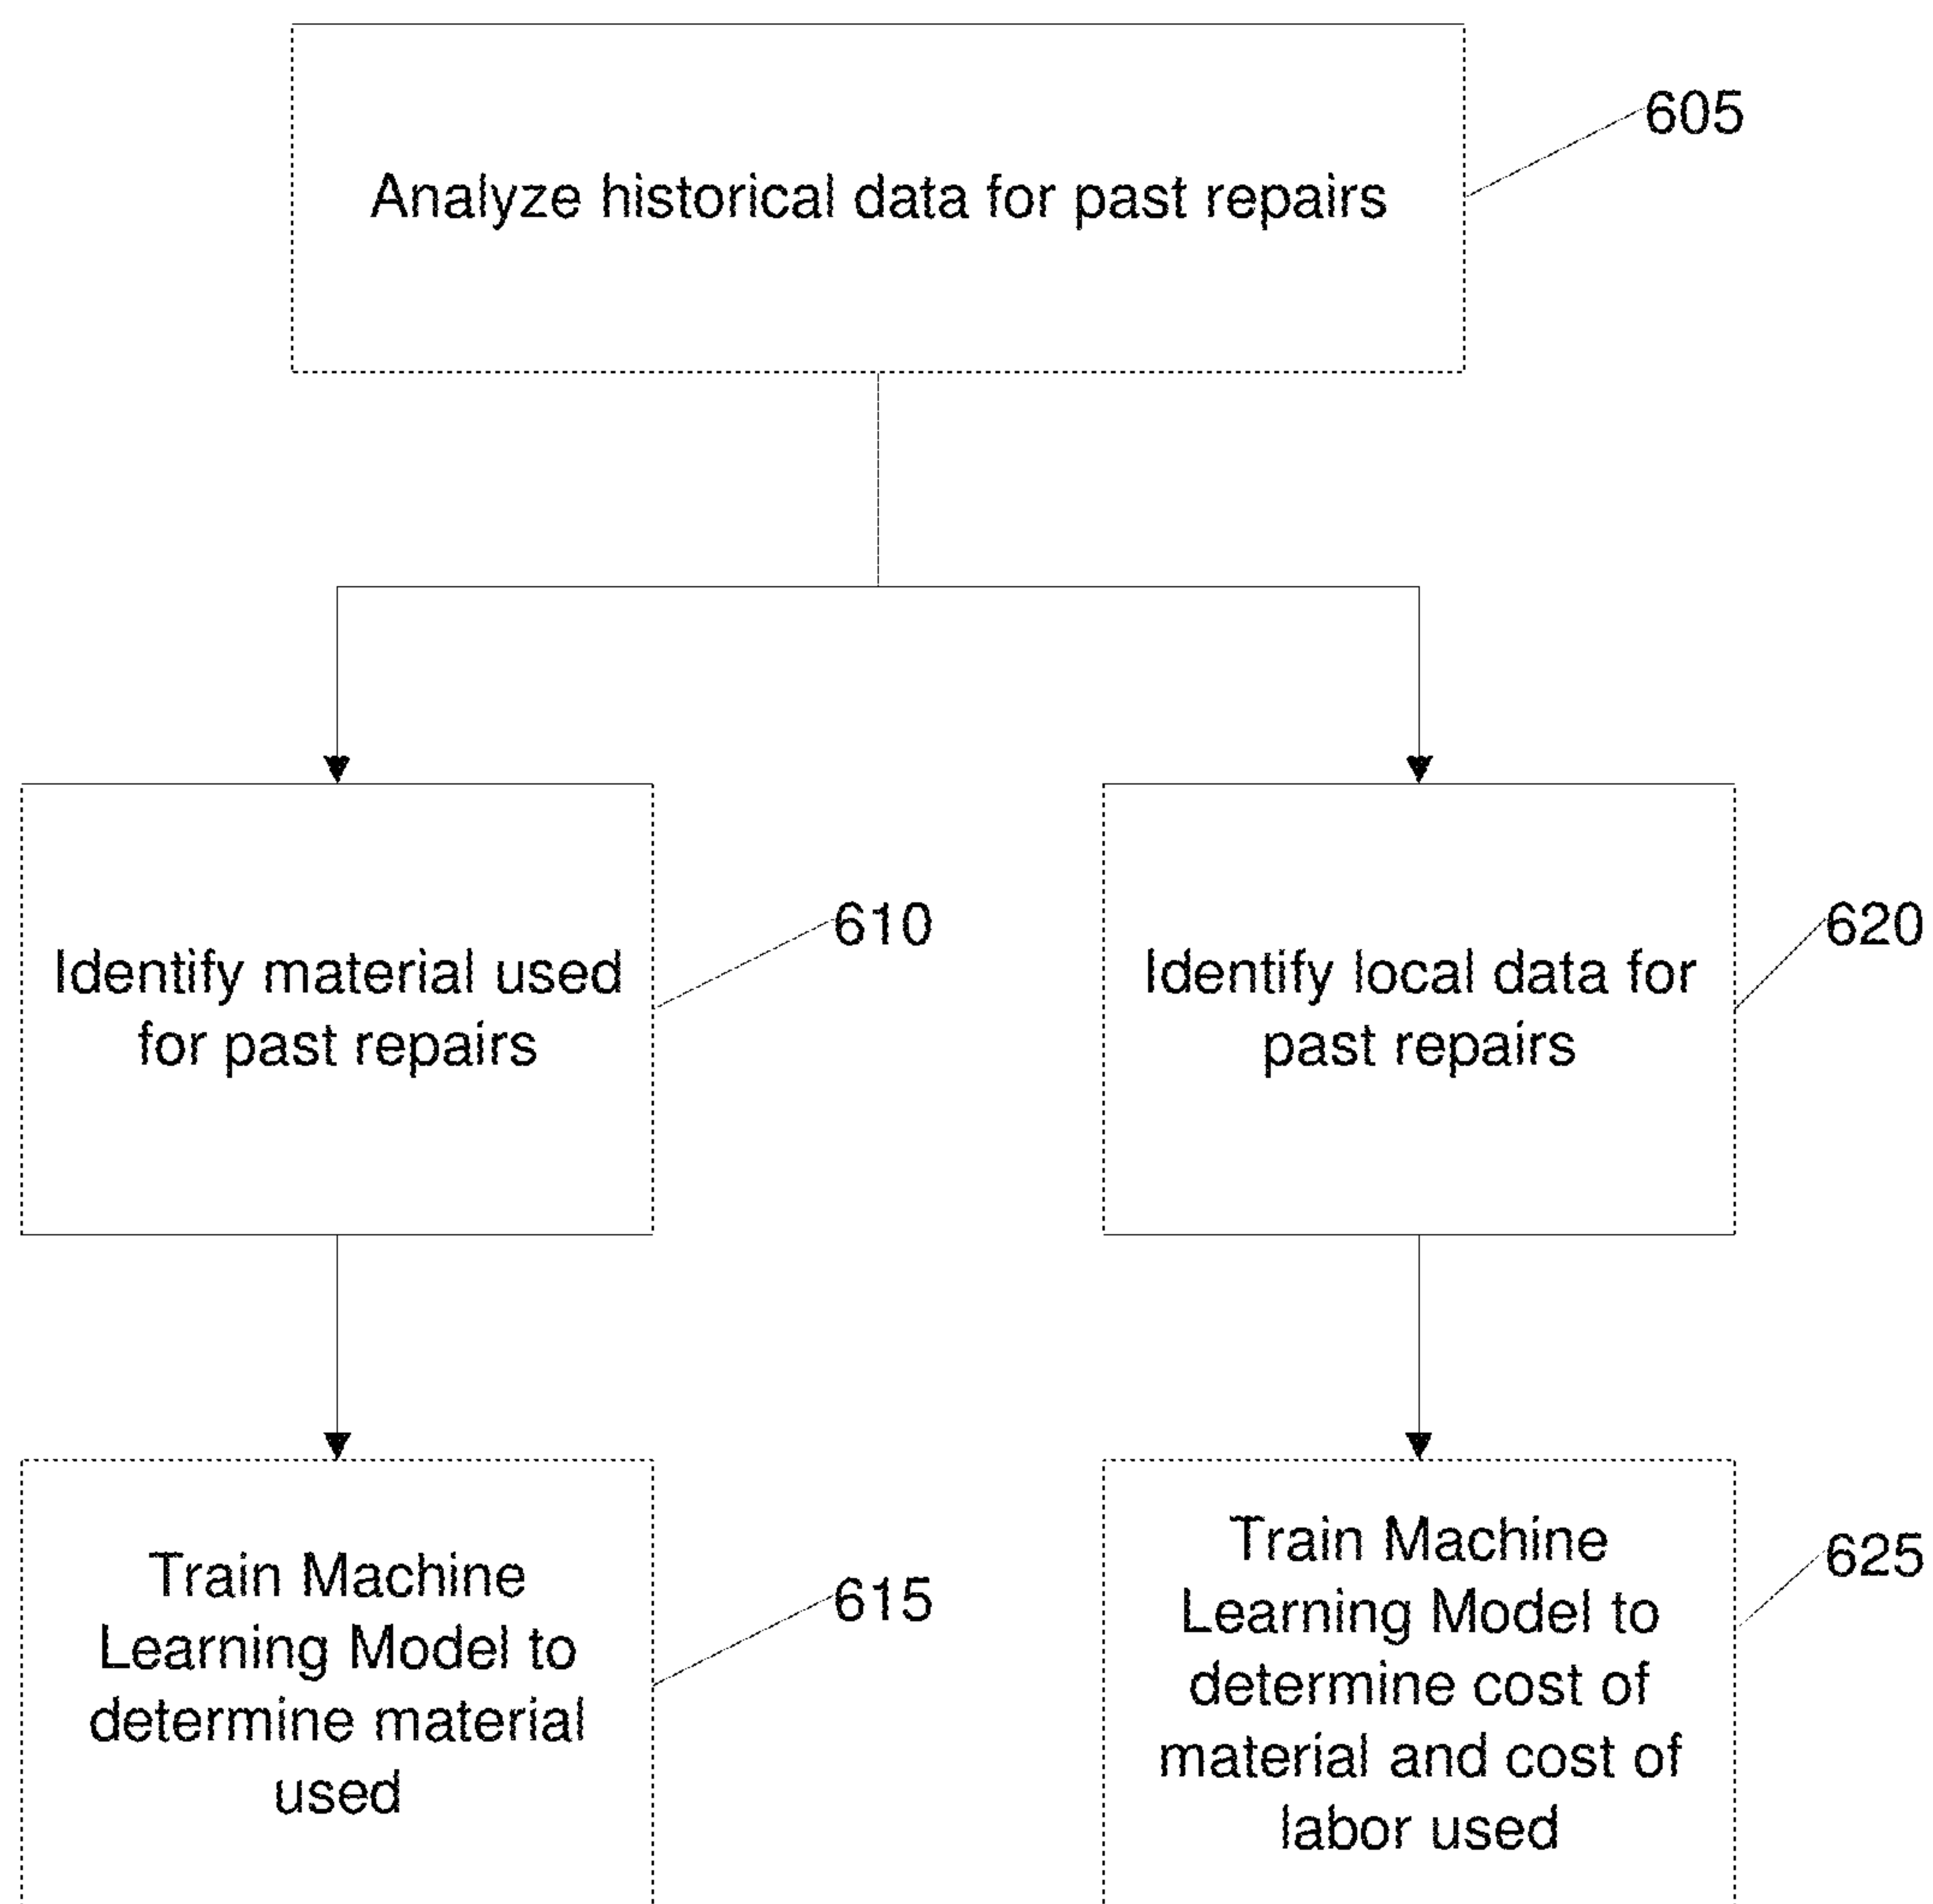 605
Analyze historical data for past repairs
610
Identify material used
for past repairs
620
Identify local data for
past repairs
615
Train Machine
Learning Model to
determine material
used
625
Train Machine
Learning Model to
determine cost of
material and cost of
labor used